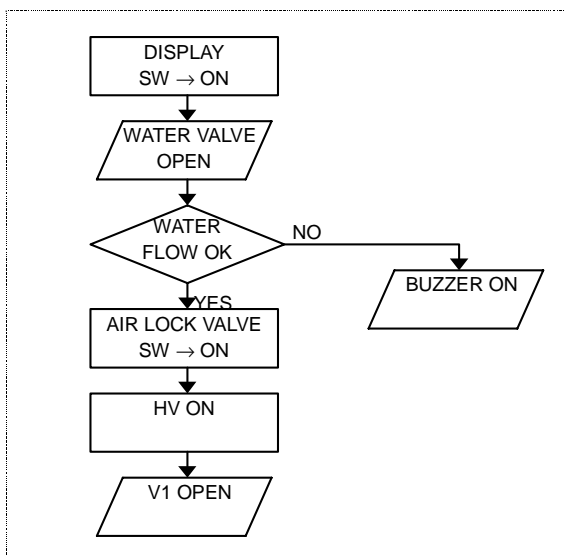 DISPLAY
SW → ON
WATER VALVE
OPEN
WATER
FLOW OK
NO
BUZZER ON
YES
AIR LOCK VALVE
SW → ON
HV ON
V1 OPEN